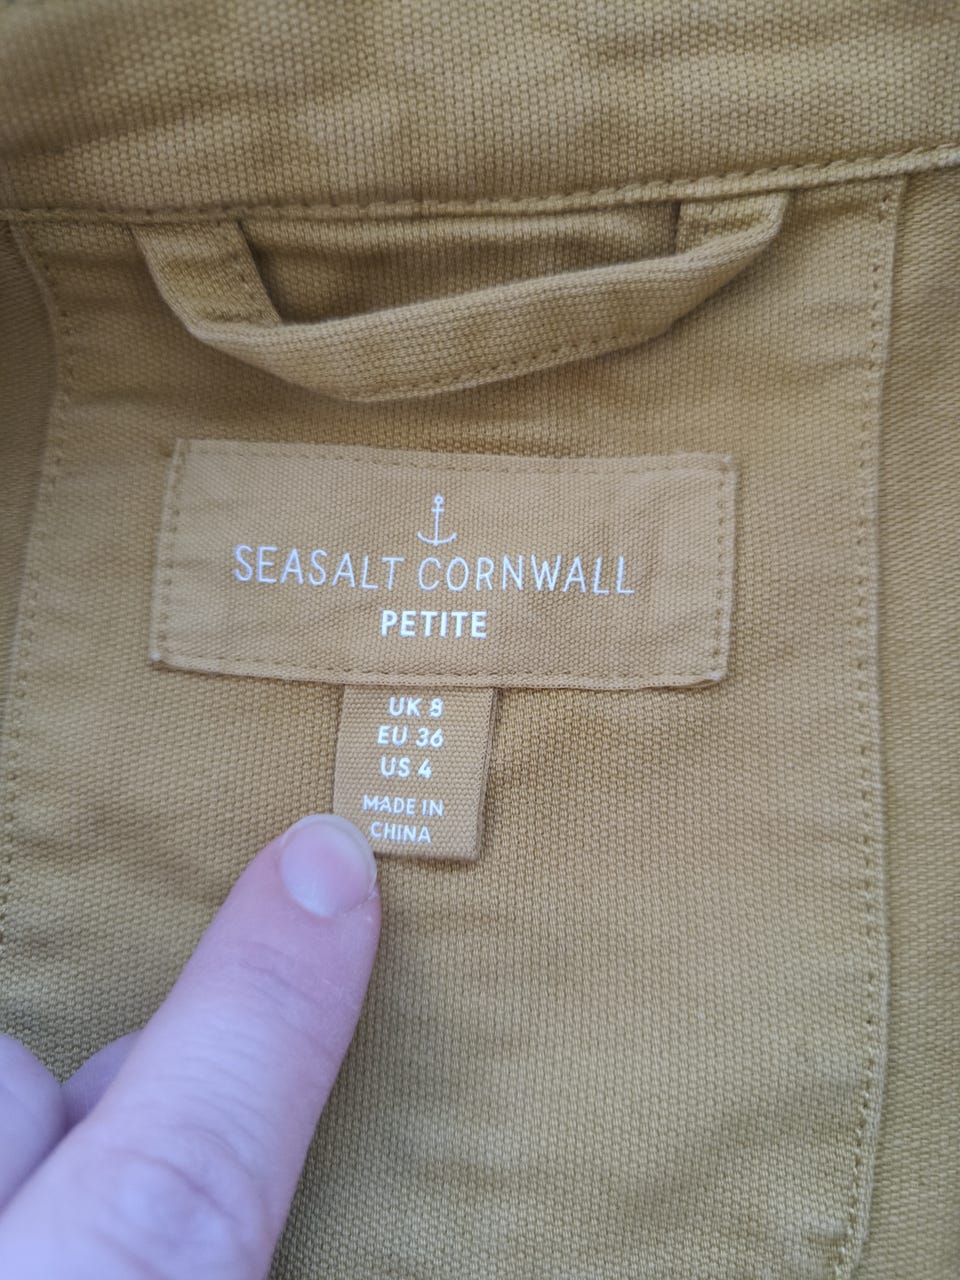 SEASALT CORNWALL
PETITE
UK 8
EU 36
US 4
MADE IN
CHINA